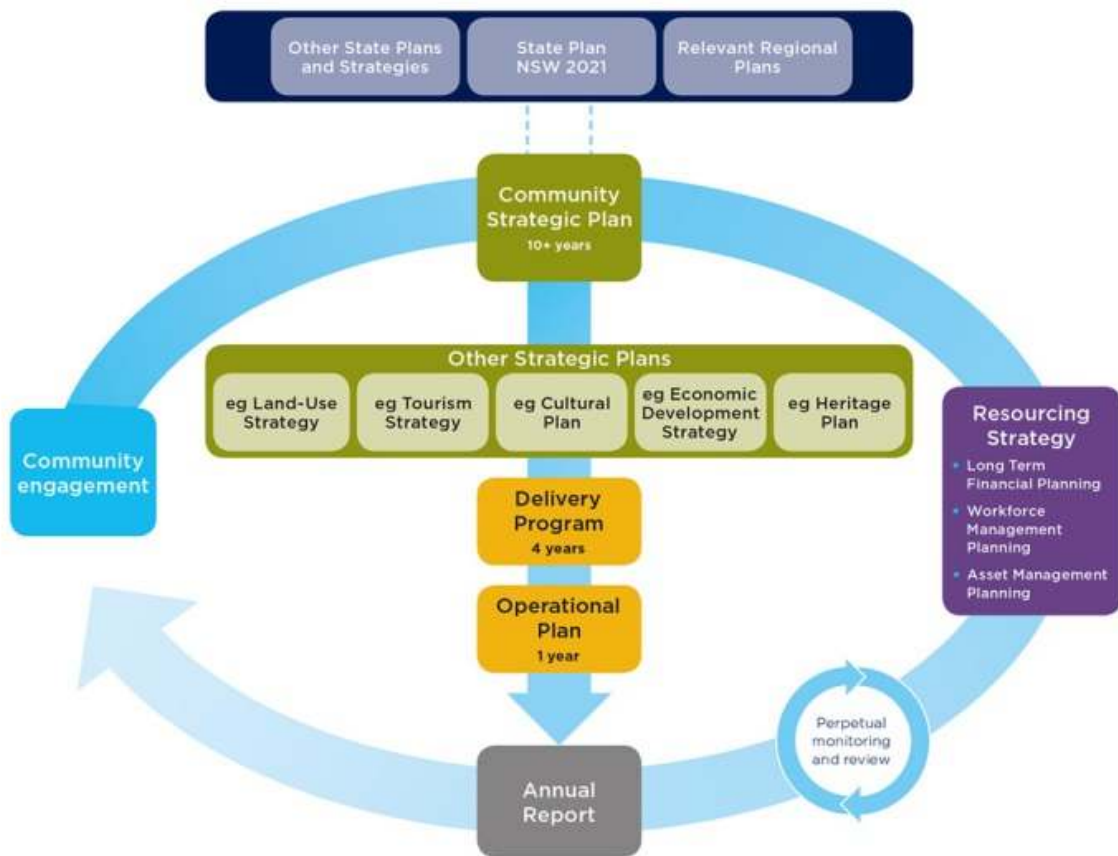 Other State Plans
and Strategies
State Plan
NSW 2021
Relevant Regional
Plans
Community
Strategic Plan
10+ years
Other Strategic Plans
eg Land-Use
Strategy
eg Tourism
Strategy
eg Cultural
Plan
eg Economic
Development
Strategy
eg Heritage
Plan
Community
engagement
Resourcing
Strategy
• Long Term
Financial Planning
• Workforce
Management
Planning
• Asset Management
Planning
Delivery
Program
4 years
Operational
Plan
1 year
Perpetual
monitoring
and review
Annual
Report